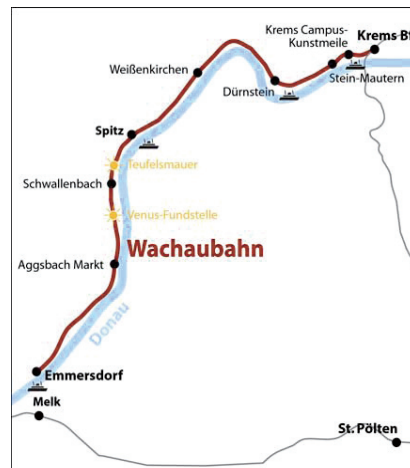 Krems Campus-
Kunstmeile
Krems Bf
Weißenkirchen
Dürnstein
Stein-Mautern
Spitz
Teufelsmauer
Schwallenbach
Venus-Fundstelle
Wachaubahn
Aggsbach Markt
Donau
Emmersdorf
Melk
St. Pölten